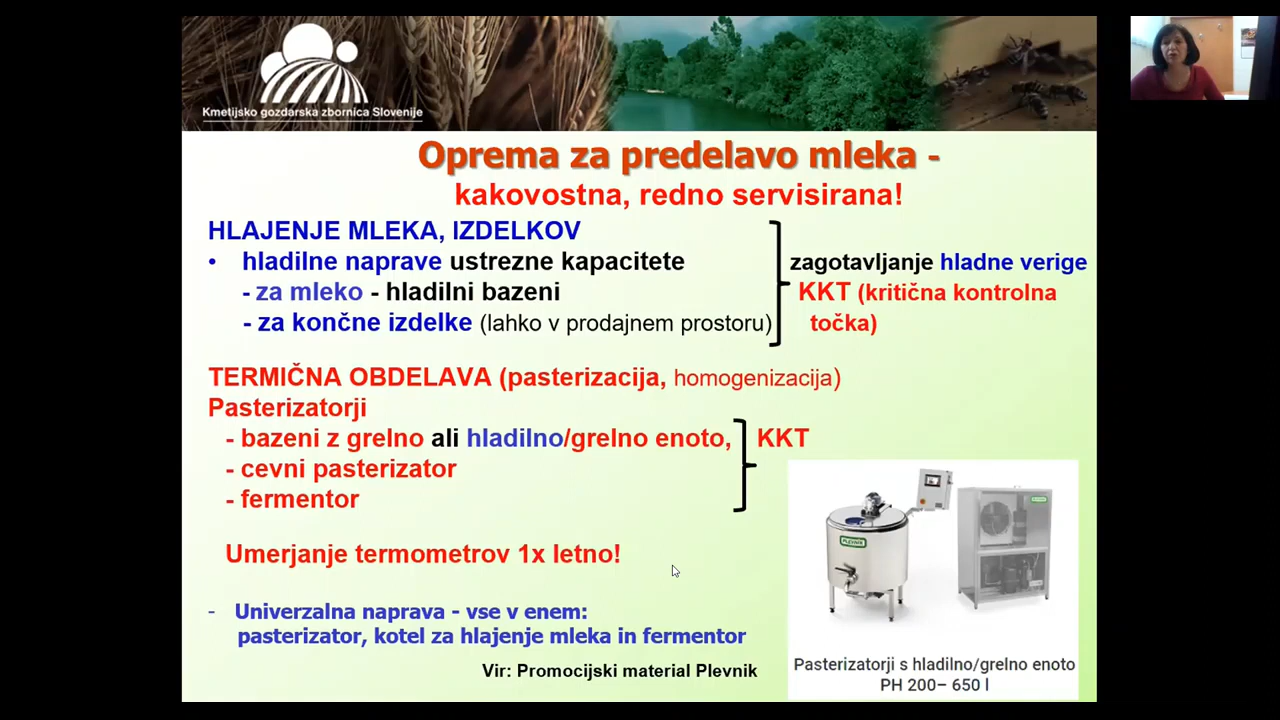 Kmetijsko gozdarska zbornica Slovenije
Oprema za predelavo mleka -
kakovostna, redno servisirana!
HLAJENJE MLEKA, IZDELKOV
• hladilne naprave ustrezne kapacitete
- za mleko - hladilni bazeni
- za končne izdelke (lahko v prodajnem prostoru)
zagotavljanje hladne verige
KKT (kritična kontrolna
točka)
TERMIČNA OBDELAVA (pasterizacija, homogenizacija)
Pasterizatorji
- bazeni z grelno ali hladilno/grelno enoto,
- cevni pasterizator
- fermentor
KKT
Umerjanje termometrov 1x letno!
- Univerzalna naprava - vse v enem:
pasterizator, kotel za hlajenje mleka in fermentor
Vir: Promocijski material Plevnik
PLEVNIK
Pasterizatorji s hladilno/grelno enoto
PH 200– 650 l